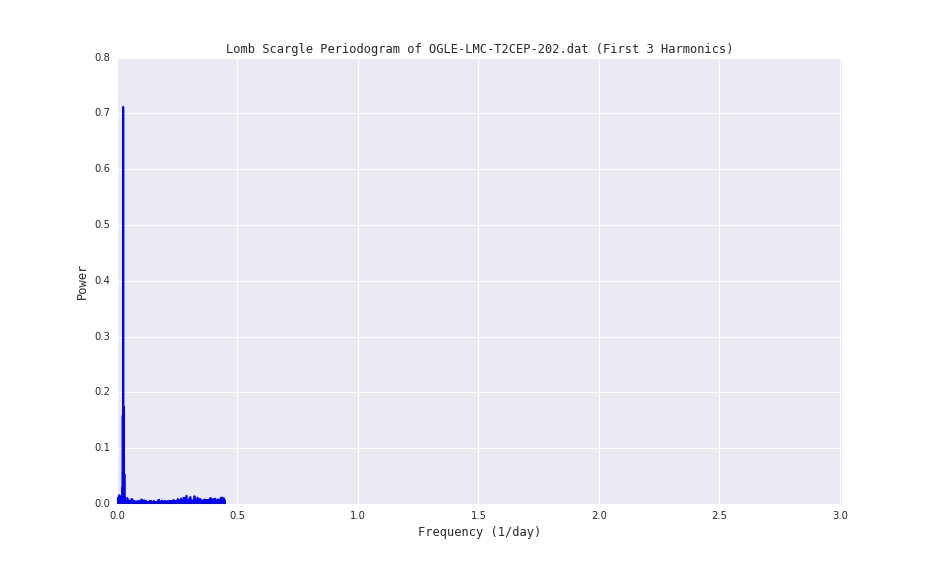 Lomb Scargle Periodogram of OGLE-LMC-T2CEP-202.dat (First 3 Harmonics)
0.8
0.7
0.6
0.5
0.4
0.3
0.2
0.1
0.0
Power
0.0 0.5 1.0 1.5 2.0 2.5 3.0
Frequency (1/day)